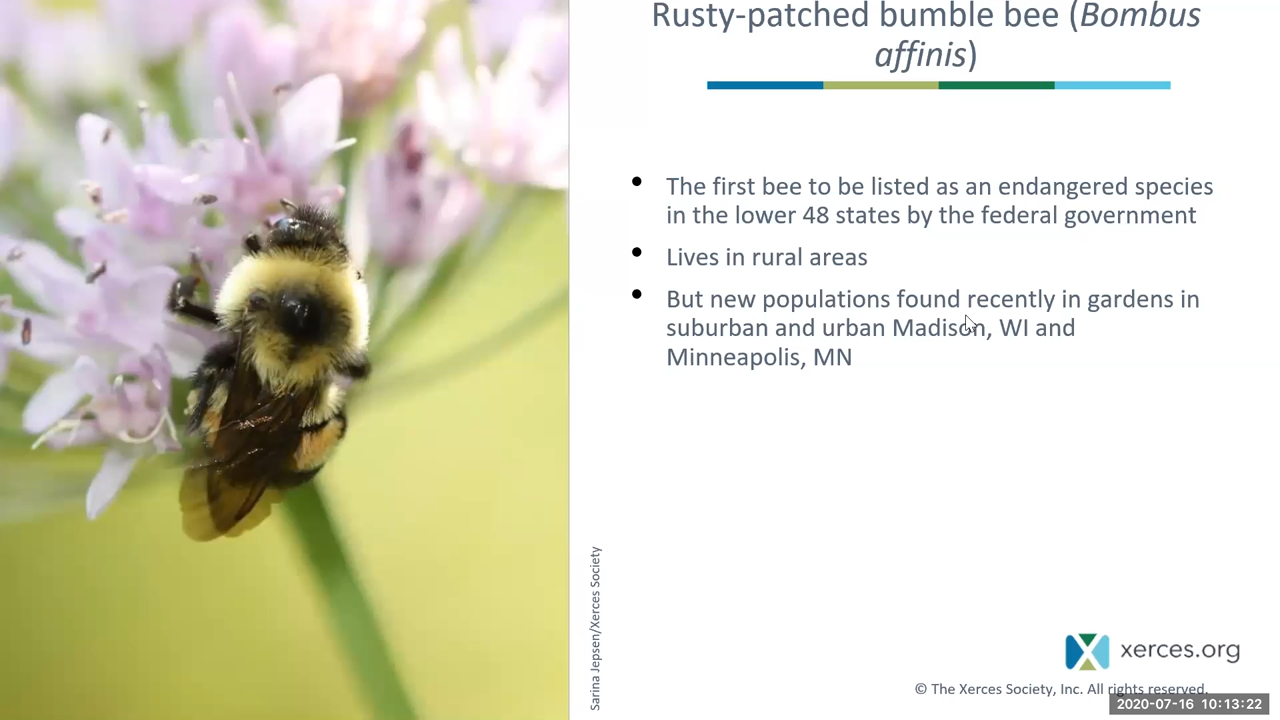 Rusty-patched bumble bee (Bombus
affinis)
• The first bee to be listed as an endangered species
in the lower 48 states by the federal government
• Lives in rural areas
• But new populations found recently in gardens in
suburban and urban Madison, WI and
Minneapolis, MN
Sarina Jepsen/Xerces Society
xerces.org
© The Xerces Society, Inc. All rights reserved.
2020-07-16 10:13:22